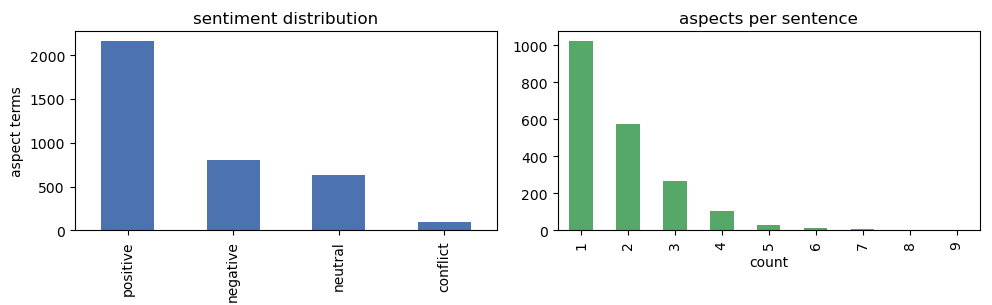 sentiment distribution
aspect terms
2000
1500
1000
500
0
positive
negative
neutral
conflict
aspects per sentence
1000
800
600
400
200
0
1
2
3
4
5
6
7
8
9
count